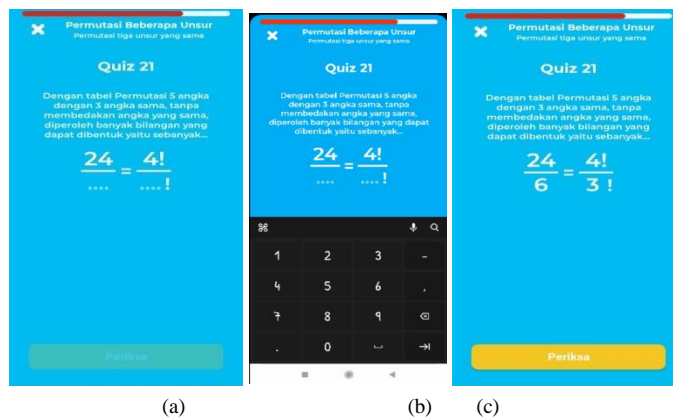 Permutasi Beberapa Unsur
Permutasi tiga unsur yang sama
Quiz 21
Dengan tabel Permutasi 5 angka
dengan 3 angka sama, tanpa
membedakan angka yang sama,
diperoleh banyak bilangan yang
dapat dibentuk yaitu sebanyak...
24/.... = 4!/....!
Periksa
(a)
Permutasi Beberapa Unsur
Permutasi tiga unsur yang sama
Quiz 21
Dengan tabel Permutasi 5 angka
dengan 3 angka sama, tanpa
membedakan angka yang sama,
diperoleh banyak bilangan yang dapat
dibentuk yaitu sebanyak...
24/.... = 4!/....!
1 2 3 -
4 5 6 ,
7 8 9
. 0
(b)
Permutasi Beberapa Unsur
Permutasi tiga unsur yang sama
Quiz 21
Dengan tabel Permutasi 5 angka
dengan 3 angka sama, tanpa
membedakan angka yang sama,
diperoleh banyak bilangan yang
dapat dibentuk yaitu sebanyak...
24/6 = 4!/3!
Periksa
(c)